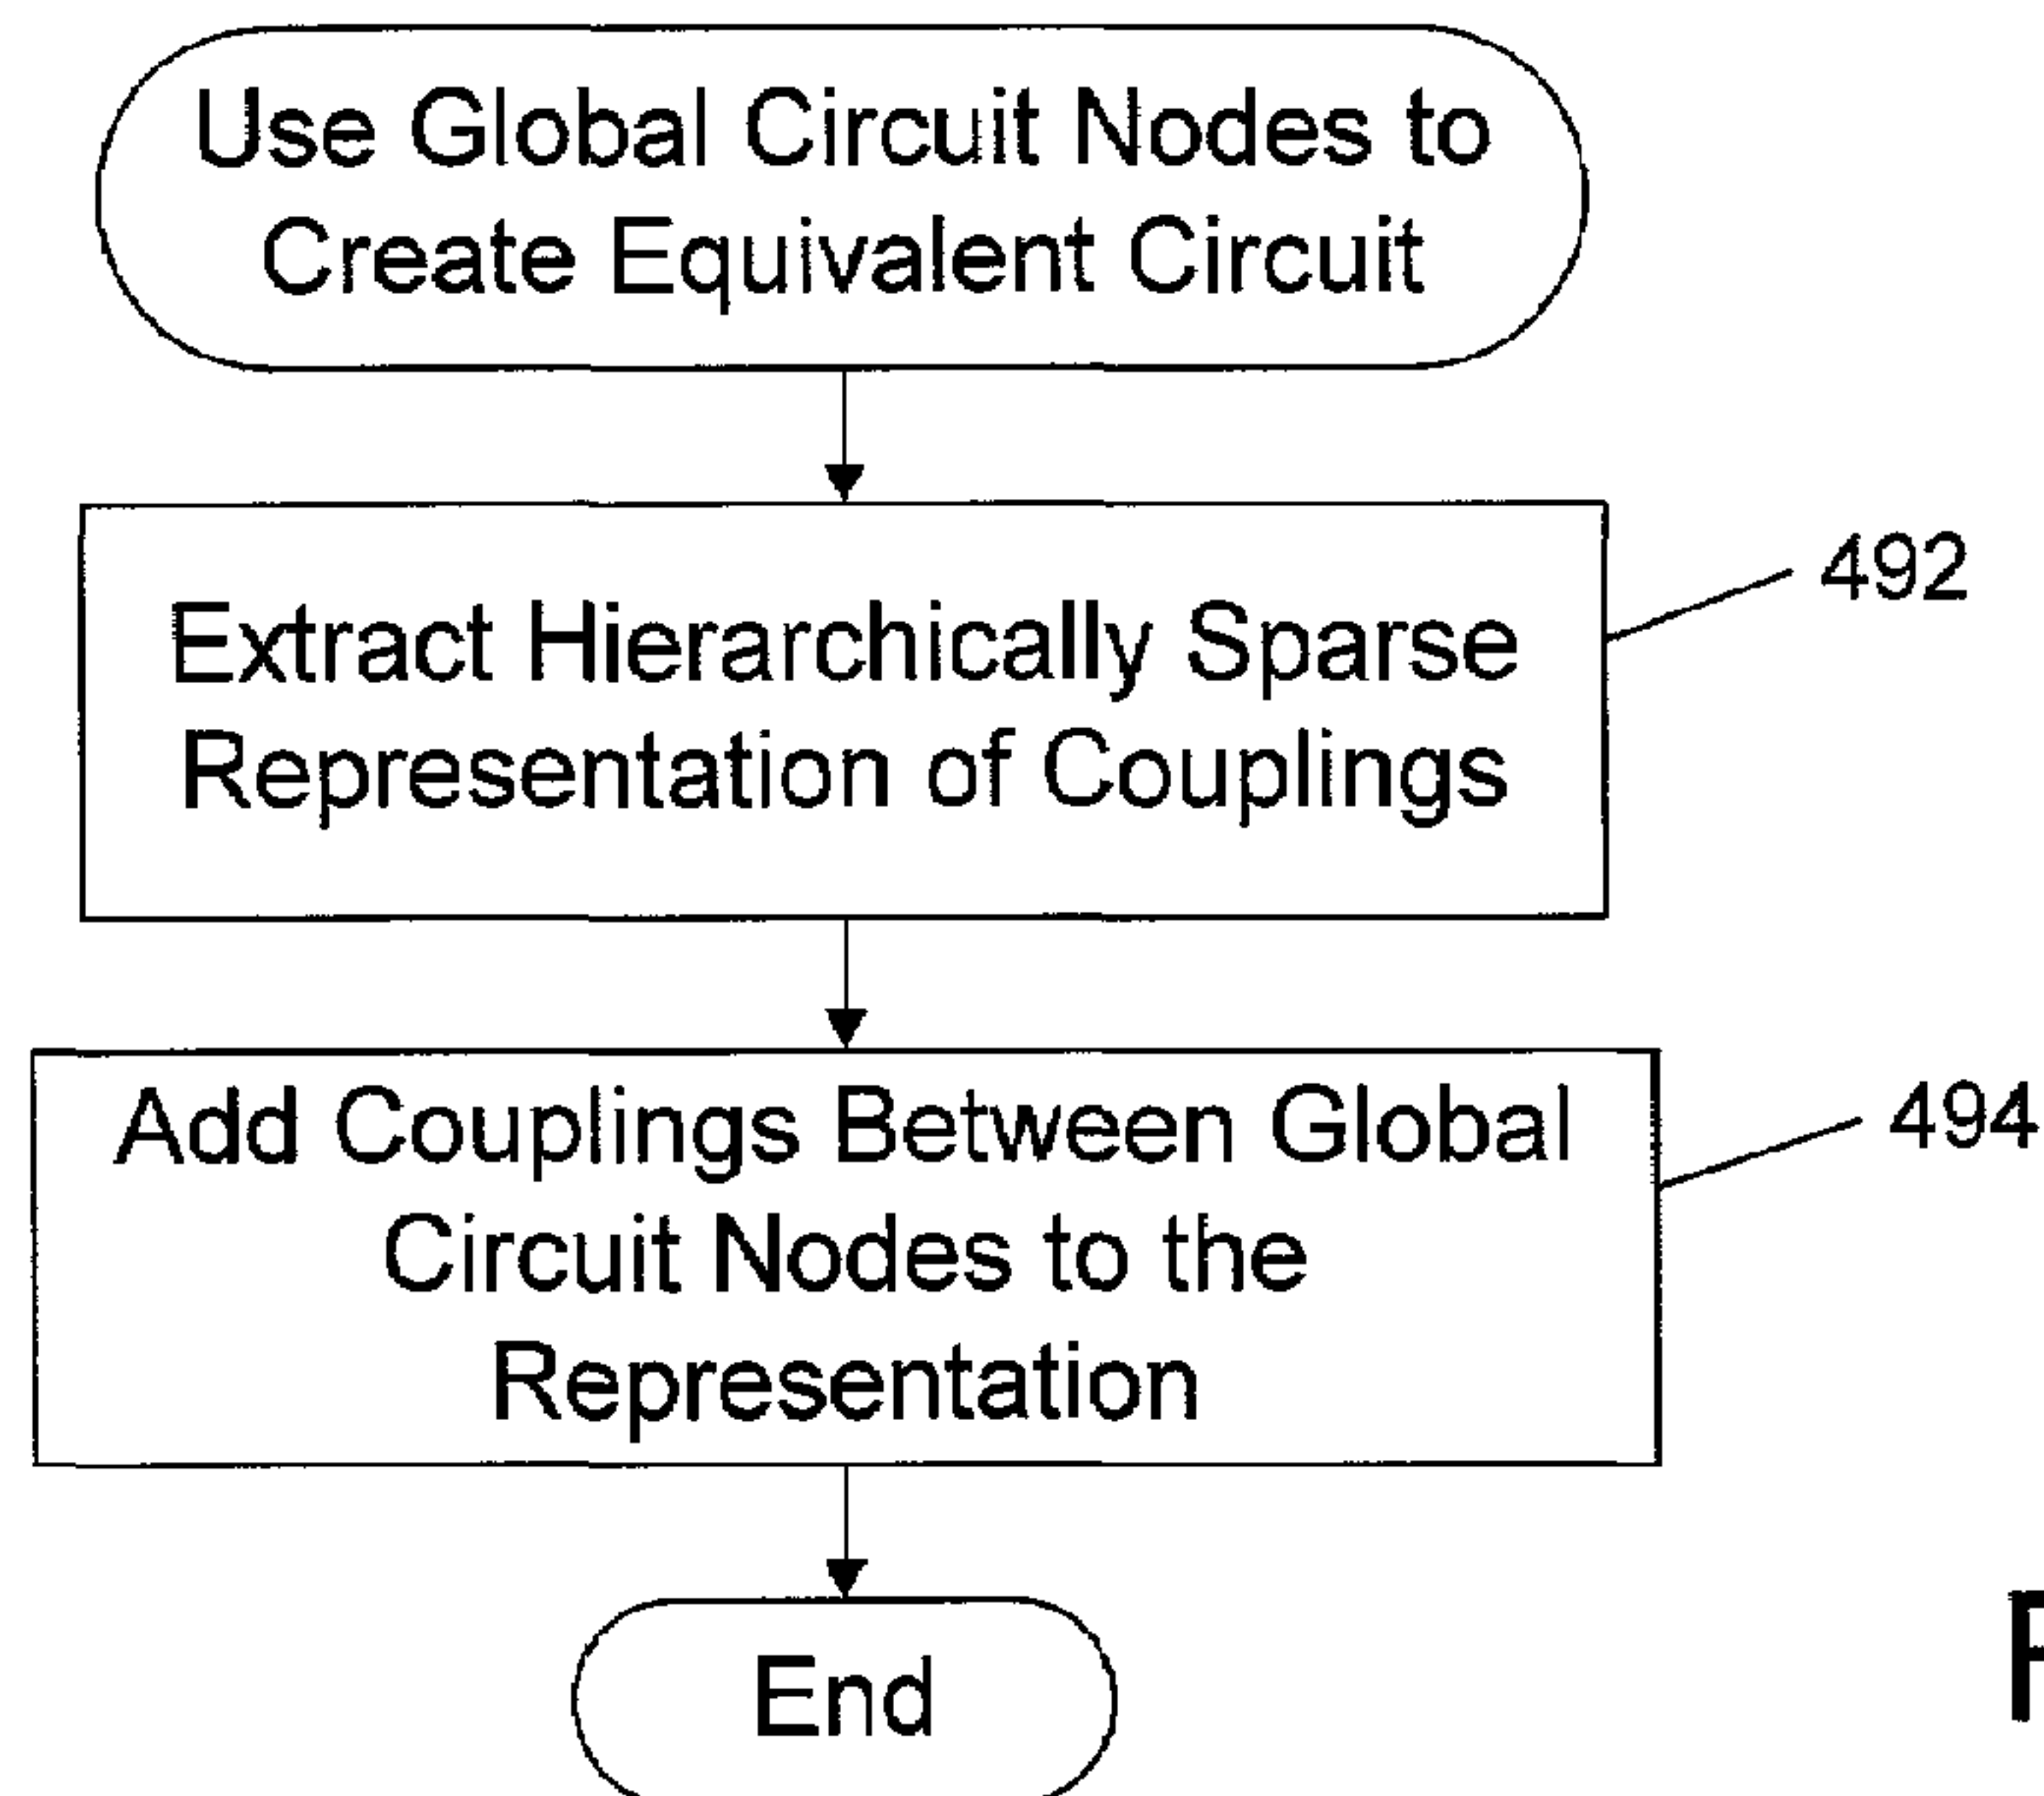 Use Global Circuit Nodes to
Create Equivalent Circuit
Extract Hierarchically Sparse
Representation of Couplings
492
Add Couplings Between Global
Circuit Nodes to the
Representation
494
End